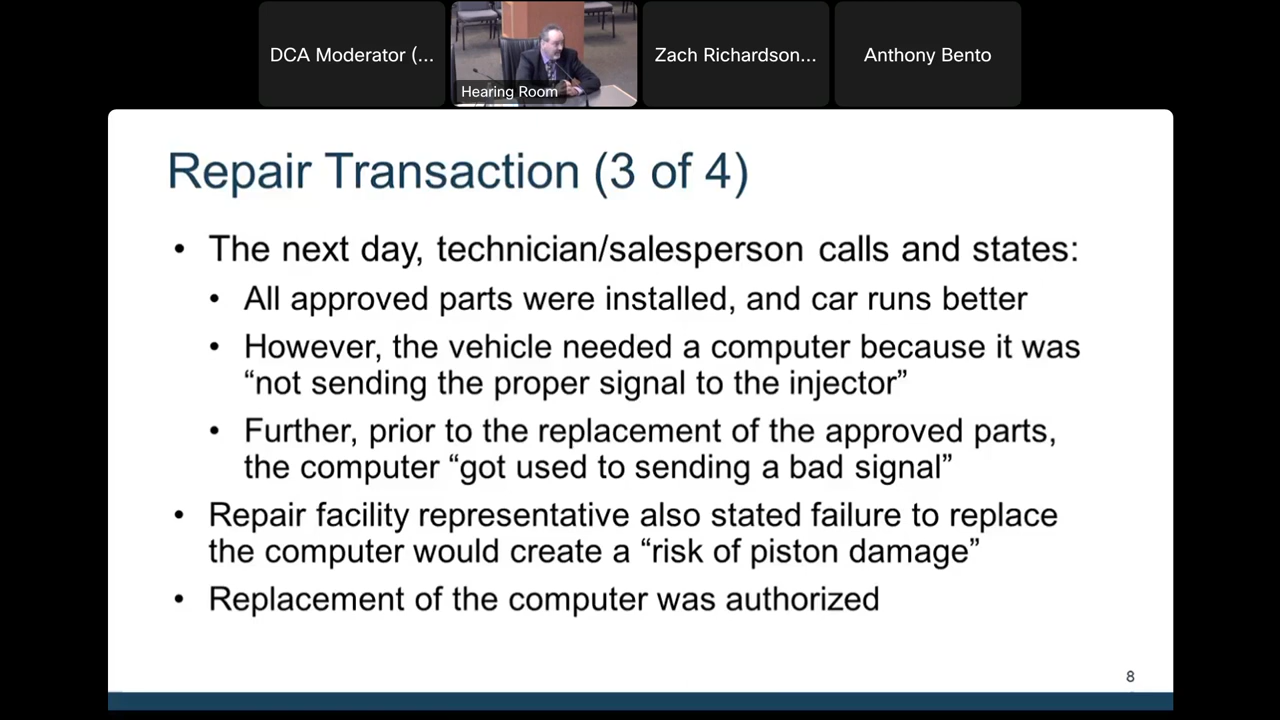 DCA Moderator (...
Hearing Room
Zach Richardson...
Anthony Bento
Repair Transaction (3 of 4)
• The next day, technician/salesperson calls and states:
• All approved parts were installed, and car runs better
• However, the vehicle needed a computer because it was
“not sending the proper signal to the injector”
• Further, prior to the replacement of the approved parts,
the computer “got used to sending a bad signal”
• Repair facility representative also stated failure to replace
the computer would create a “risk of piston damage”
• Replacement of the computer was authorized
8